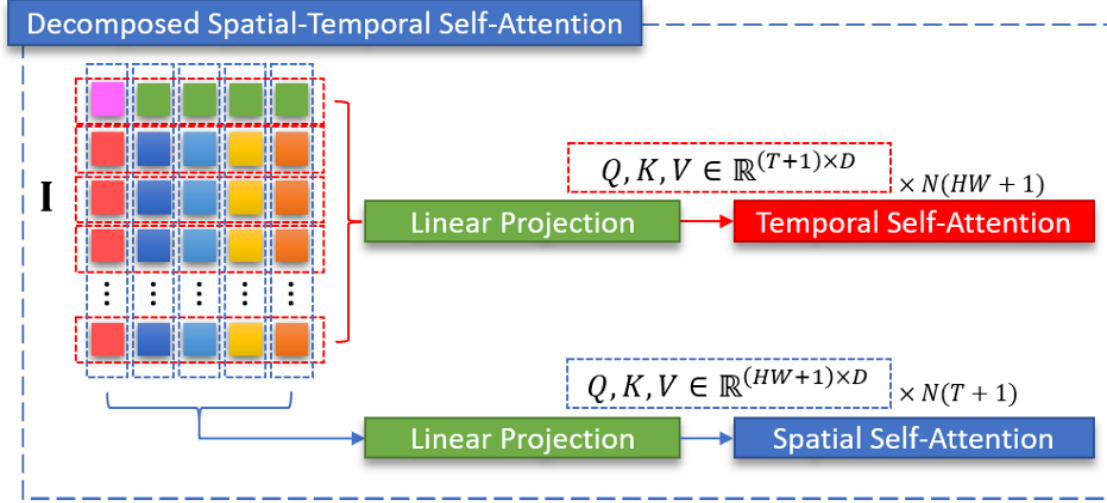 Decomposed Spatial-Temporal Self-Attention
I
Q, K, V ∈ ℝ^{(T+1)×D} × N(HW + 1)
Linear Projection
Temporal Self-Attention
Q, K, V ∈ ℝ^{(HW+1)×D} × N(T + 1)
Linear Projection
Spatial Self-Attention